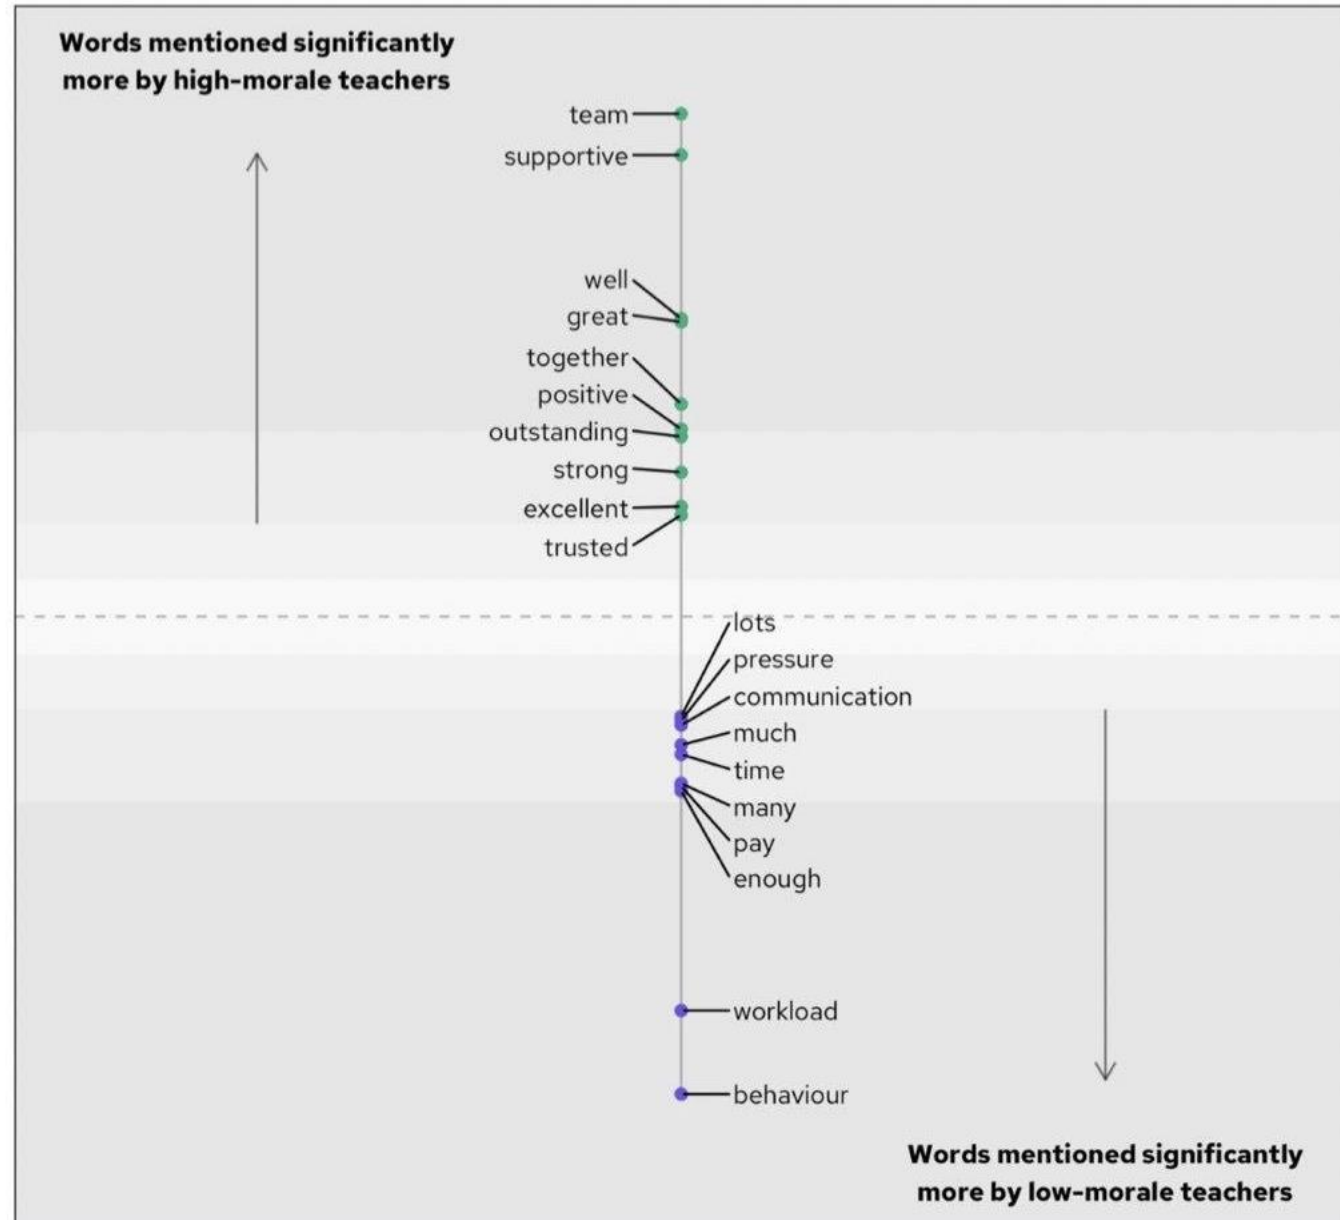 Words mentioned significantly
more by high-morale teachers
team
supportive
well
great
together
positive
outstanding
strong
excellent
trusted
lots
pressure
communication
much
time
many
pay
enough
workload
behaviour
Words mentioned significantly
more by low-morale teachers